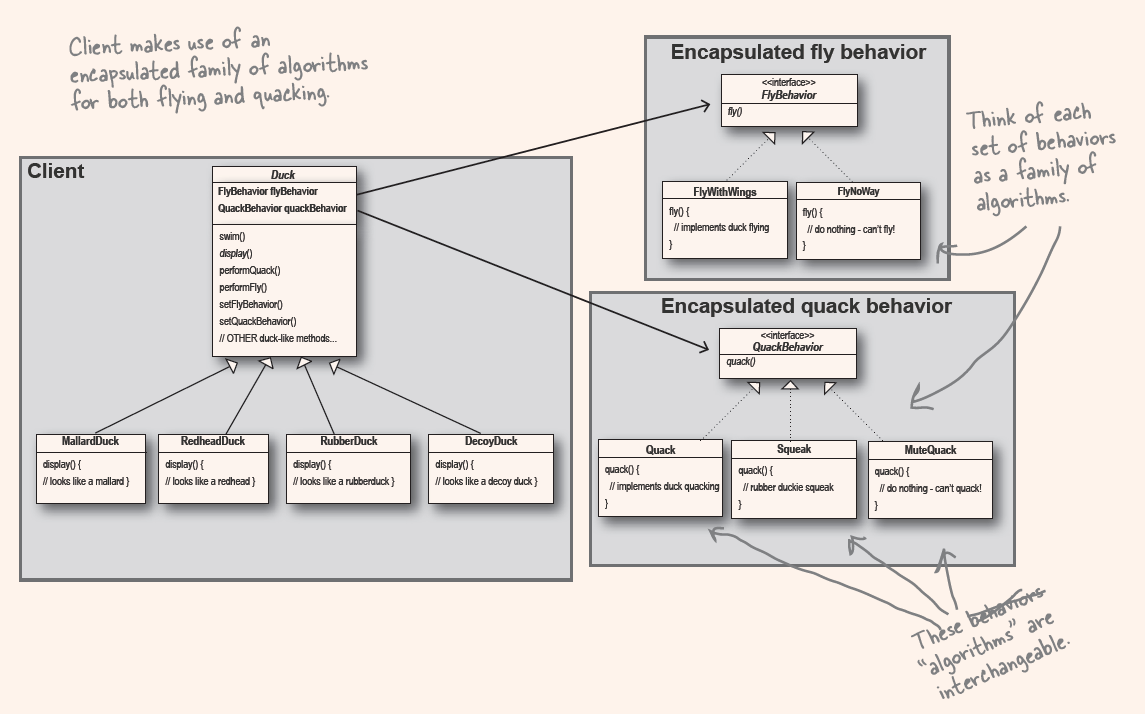 Client makes use of an
encapsulated family of algorithms
for both flying and quacking.
Encapsulated fly behavior
<<interface>>
FlyBehavior
fly()
FlyWithWings
fly() {
// implements duck flying
}
FlyNoWay
fly() {
// do nothing - can't fly!
}
Think of each
set of behaviors
as a family of
algorithms.
Client
Duck
FlyBehavior flyBehavior
QuackBehavior quackBehavior
swim()
display()
performQuack()
performFly()
setFlyBehavior()
setQuackBehavior()
// OTHER duck-like methods...
MallardDuck
display() {
// looks like a mallard }
RedheadDuck
display() {
// looks like a redhead }
RubberDuck
display() {
// looks like a rubberduck }
DecoyDuck
display() {
// looks like a decoy duck }
Encapsulated quack behavior
<<interface>>
QuackBehavior
quack()
Quack
quack() {
// implements duck quacking
}
Squeak
quack() {
// rubber duckie squeak
}
MuteQuack
quack() {
// do nothing - can't quack!
}
These behaviors
“algorithms” are
interchangeable.